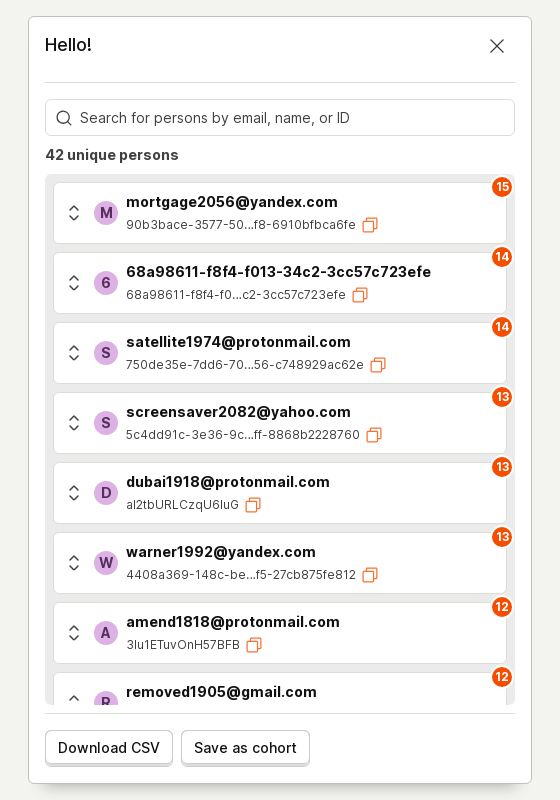 Hello!
Search for persons by email, name, or ID
42 unique persons
15
M
mortgage2056@yandex.com
90b3bace-3577-50...f8-6910bfbca6fe
14
6
68a98611-f8f4-f013-34c2-3cc57c723efe
68a98611-f8f4-f0...c2-3cc57c723efe
14
S
satellite1974@protonmail.com
750de35e-7dd6-70...56-c748929ac62e
13
S
screensaver2082@yahoo.com
5c4dd91c-3e36-9c...ff-8868b2228760
13
D
dubai1918@protonmail.com
al2tbURLCzqU6IuG
13
W
warner1992@yandex.com
4408a369-148c-be...f5-27cb875fe812
12
A
amend1818@protonmail.com
3Iu1ETuvOnH57BFB
12
R
removed1905@gmail.com
Download CSV
Save as cohort